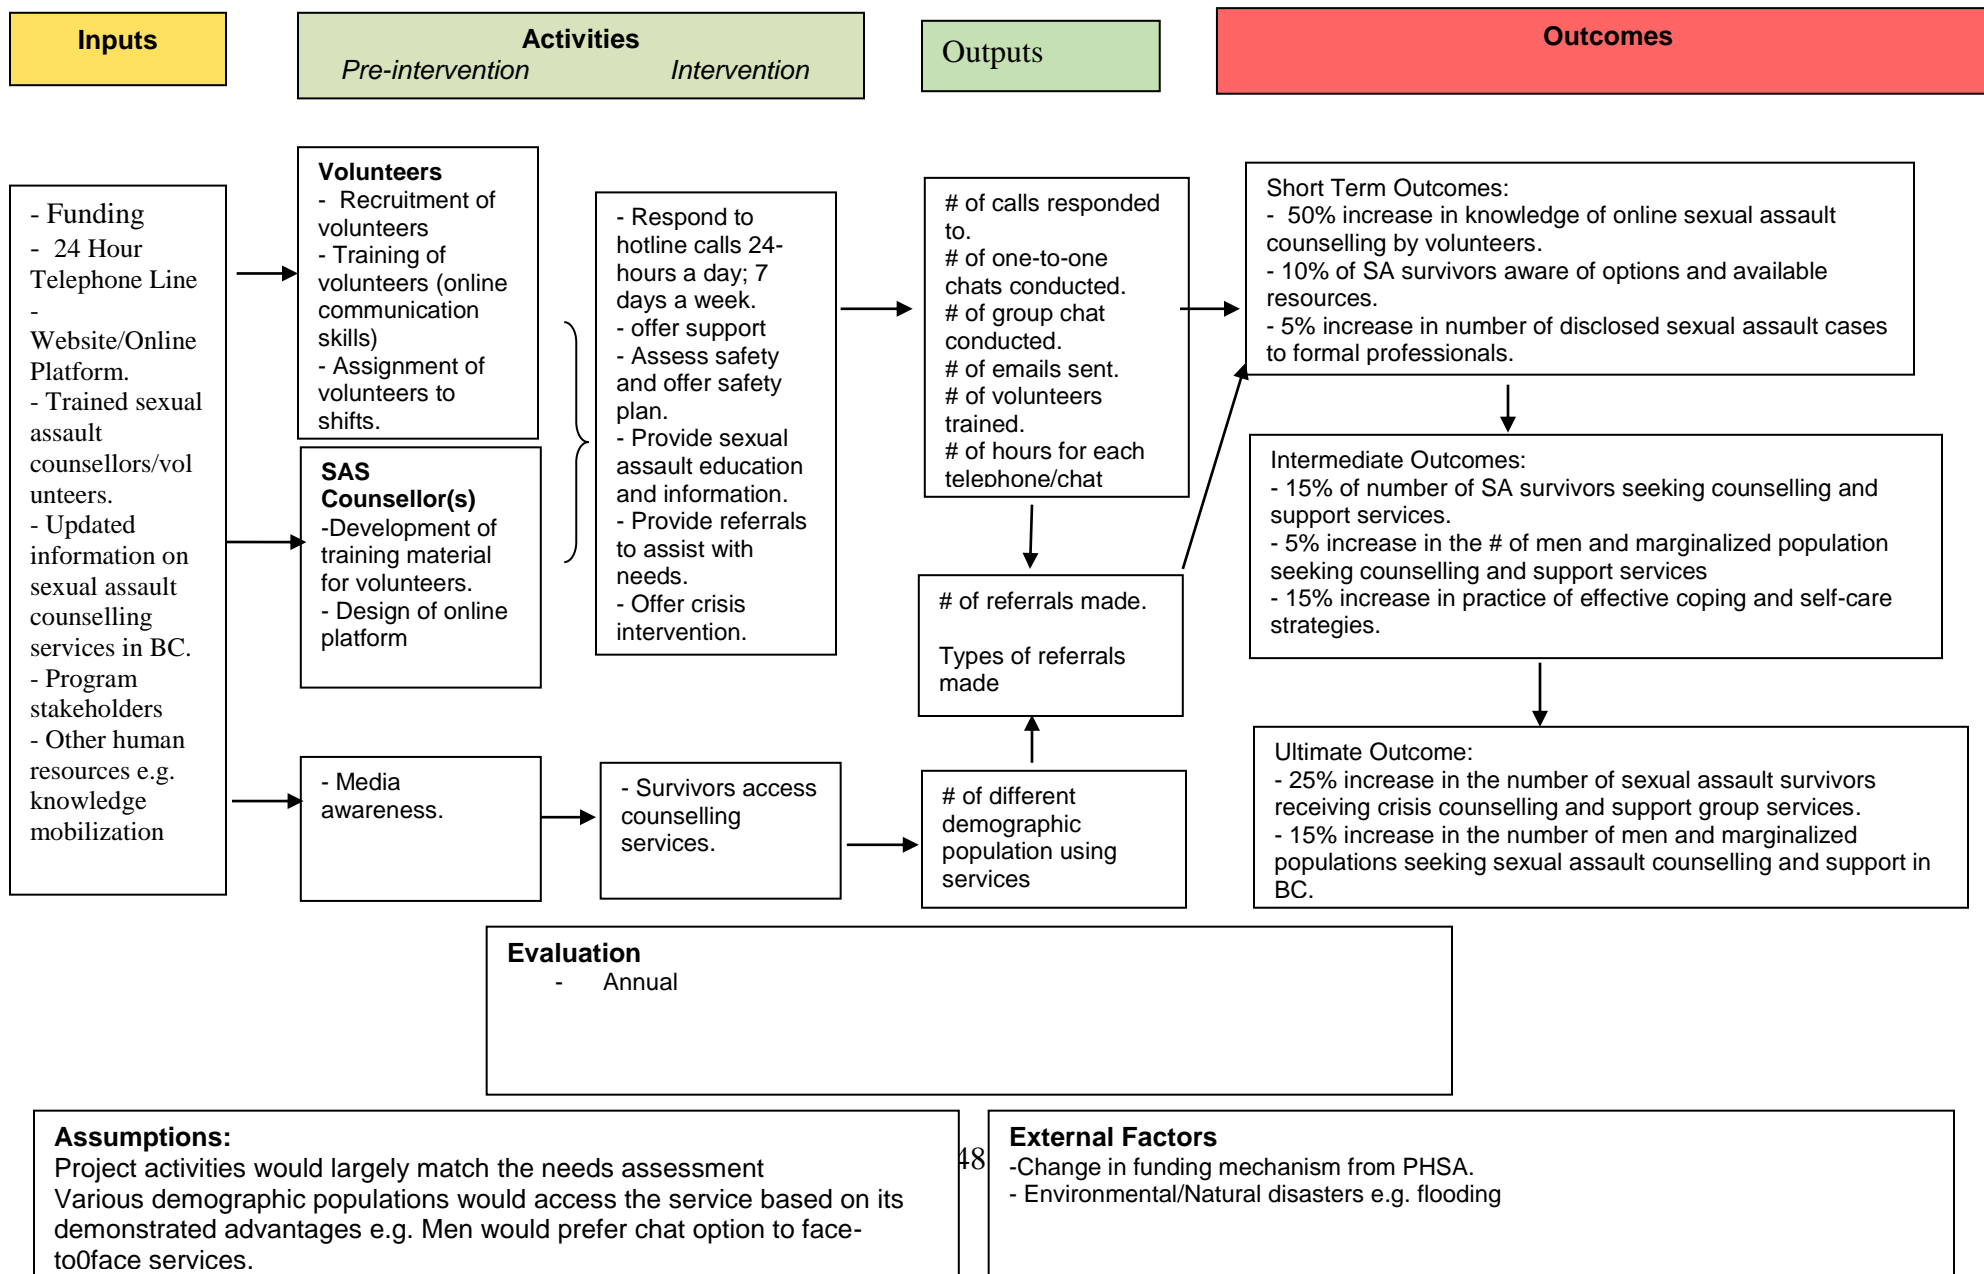 Inputs
Activities
Pre-intervention Intervention
Outputs
Outcomes
- Funding
- 24 Hour
Telephone Line
-
Website/Online
Platform.
- Trained sexual
assault
counsellors/vol
unteers.
- Updated
information on
sexual assault
counselling
services in BC.
- Program
stakeholders
- Other human
resources e.g.
knowledge
mobilization
Volunteers
- Recruitment of
volunteers
- Training of
volunteers (online
communication
skills)
- Assignment of
volunteers to
shifts.
SAS
Counsellor(s)
-Development of
training material
for volunteers.
- Design of online
platform
- Media
awareness.
- Respond to
hotline calls 24-
hours a day; 7
days a week.
- offer support
- Assess safety
and offer safety
plan.
- Provide sexual
assault education
and information.
- Provide referrals
to assist with
needs.
- Offer crisis
intervention.
- Survivors access
counselling
services.
# of calls responded
to.
# of one-to-one
chats conducted.
# of group chat
conducted.
# of emails sent.
# of volunteers
trained.
# of hours for each
telephone/chat
# of referrals made.
Types of referrals
made
# of different
demographic
population using
services
Short Term Outcomes:
- 50% increase in knowledge of online sexual assault
counselling by volunteers.
- 10% of SA survivors aware of options and available
resources.
- 5% increase in number of disclosed sexual assault cases
to formal professionals.
Intermediate Outcomes:
- 15% of number of SA survivors seeking counselling and
support services.
- 5% increase in the # of men and marginalized population
seeking counselling and support services
- 15% increase in practice of effective coping and self-care
strategies.
Ultimate Outcome:
- 25% increase in the number of sexual assault survivors
receiving crisis counselling and support group services.
- 15% increase in the number of men and marginalized
populations seeking sexual assault counselling and support in
BC.
Evaluation
- Annual
Assumptions:
Project activities would largely match the needs assessment
Various demographic populations would access the service based on its
demonstrated advantages e.g. Men would prefer chat option to face-
to0face services.
48
External Factors
-Change in funding mechanism from PHSA.
- Environmental/Natural disasters e.g. flooding